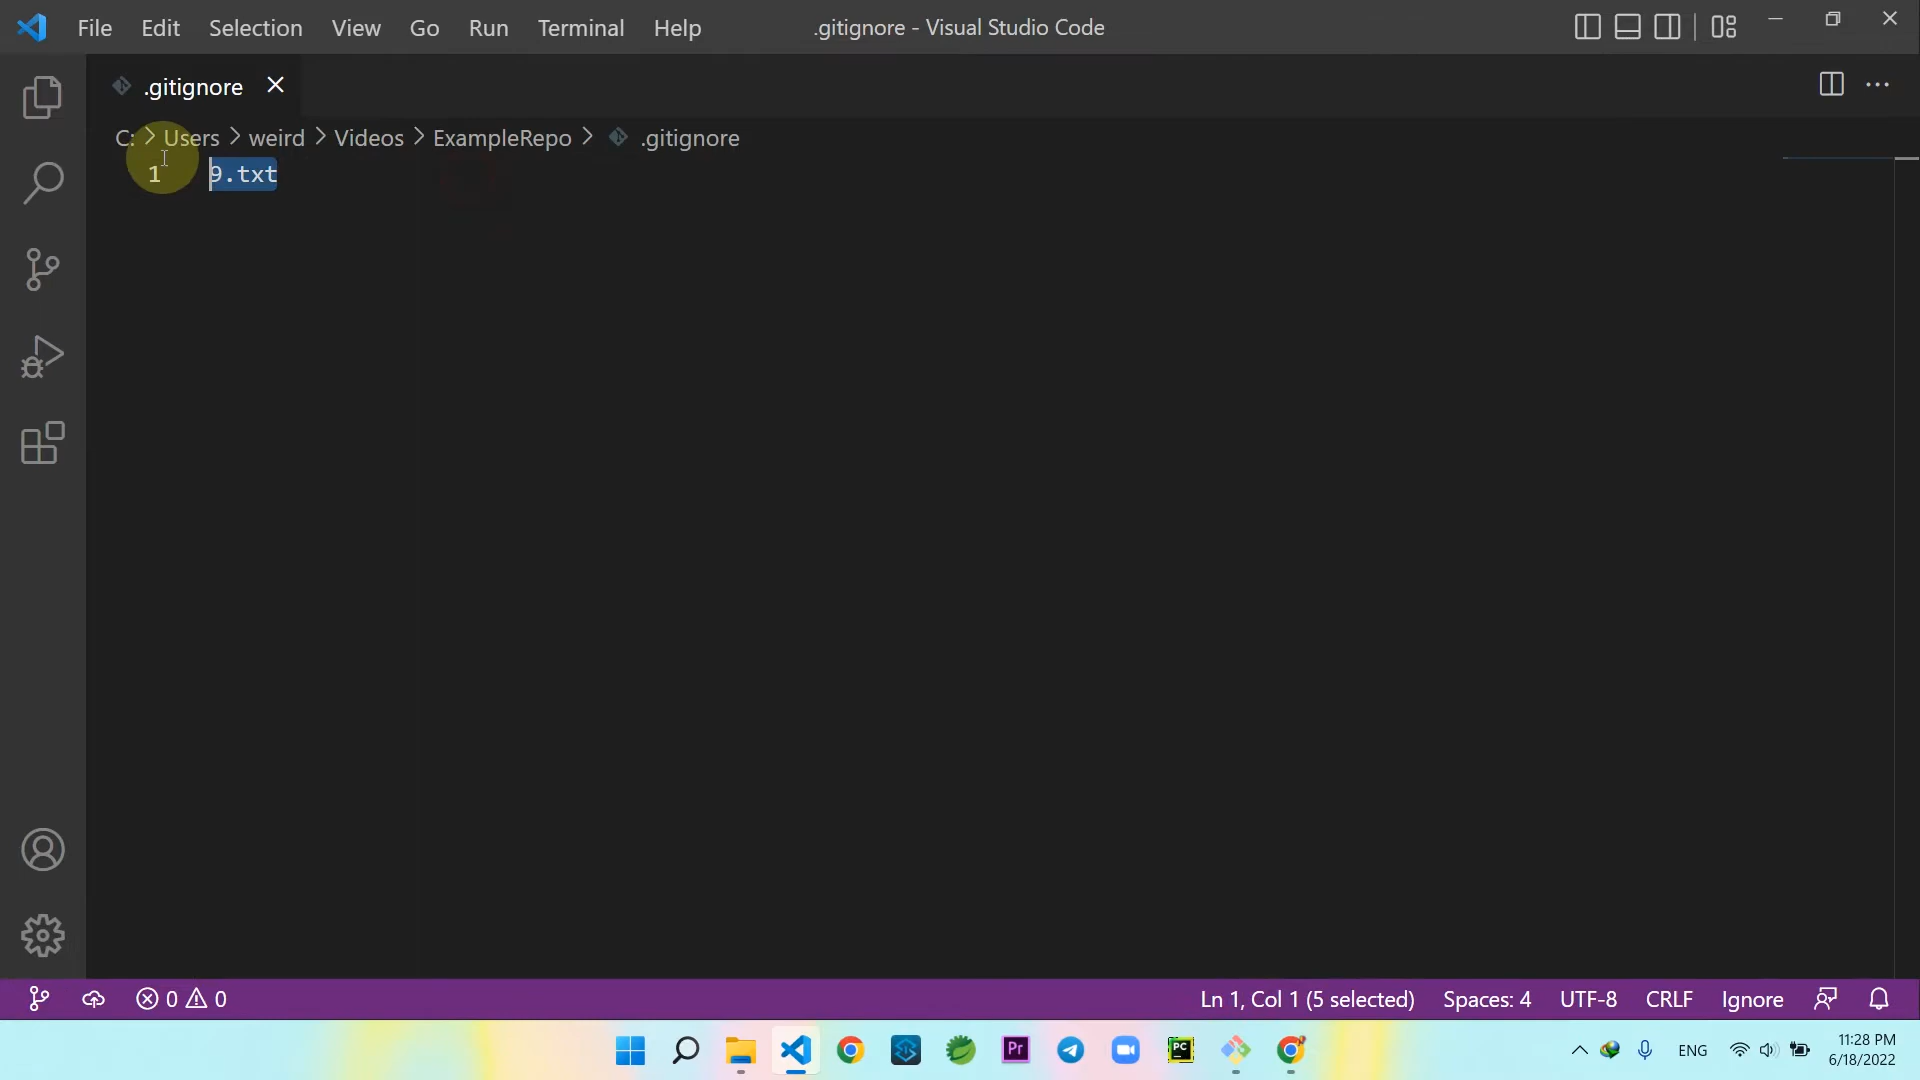 File Edit Selection View Go Run Terminal Help .gitignore - Visual Studio Code
.gitignore
C: > Users > weird > Videos > ExampleRepo > .gitignore
1 9.txt
0 0 Ln 1, Col 1 (5 selected) Spaces: 4 UTF-8 CRLF Ignore
Pr PC ENG 11:28 PM
6/18/2022